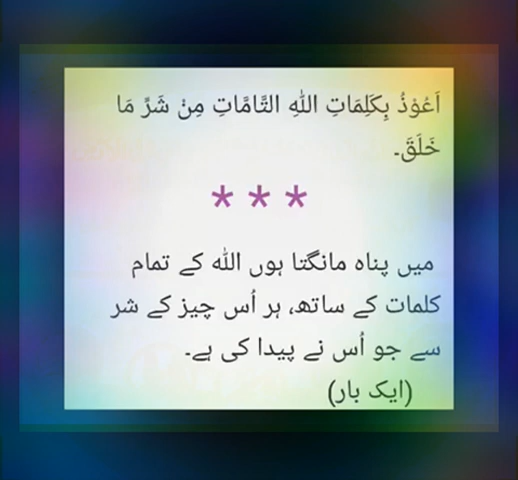 اَعُوْذُ بِكَلِمَاتِ اللّٰهِ التَّامَّاتِ مِنْ شَرِّ مَا
خَلَقَ۔
* * *
میں پناہ مانگتا ہوں اللّٰہ کے تمام
کلمات کے ساتھ، ہر اُس چیز کے شر
سے جو اُس نے پیدا کی ہے۔
(ایک بار)